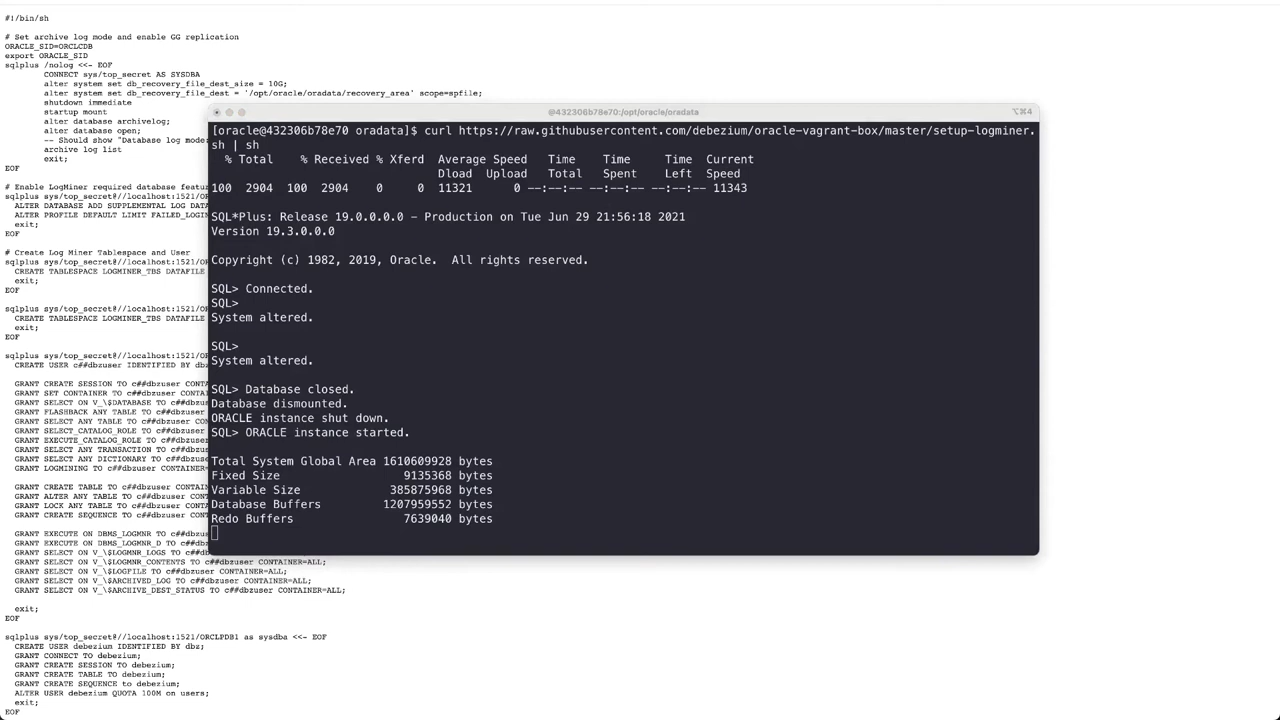 #!/bin/sh
# Set archive log mode and enable GG replication
ORACLE_SID=ORCLCDB
export ORACLE_SID
sqlplus /nolog <<- EOF
CONNECT sys/top_secret AS SYSDBA
alter system set db_recovery_file_dest_size = 10G;
alter system set db_recovery_file_dest = '/opt/oracle/oradata/recovery_area' scope=spfile;
shutdown immediate
startup mount
alter database archivelog;
alter database open;
-- Should show "Database log mode:
archive log list
exit;
EOF
# Enable LogMiner required database featu
sqlplus sys/top_secret@//localhost:1521/OR
ALTER DATABASE ADD SUPPLEMENTAL LOG DATA
ALTER PROFILE DEFAULT LIMIT FAILED_LOGIN
exit;
EOF
# Create Log Miner Tablespace and User
sqlplus sys/top_secret@//localhost:1521/OR
CREATE TABLESPACE LOGMINER_TBS DATAFILE
exit;
EOF
sqlplus sys/top_secret@//localhost:1521/OR
CREATE TABLESPACE LOGMINER_TBS DATAFILE
exit;
EOF
sqlplus sys/top_secret@//localhost:1521/OR
CREATE USER c##dbzuser IDENTIFIED BY dbz
GRANT CREATE SESSION TO c##dbzuser CONTA
GRANT SET CONTAINER TO c##dbzuser CONTAI
GRANT SELECT ON V_\$DATABASE TO c##dbzus
GRANT FLASHBACK ANY TABLE TO c##dbzuser
GRANT SELECT ANY TABLE TO c##dbzuser CON
GRANT SELECT_CATALOG_ROLE TO c##dbzuser
GRANT EXECUTE_CATALOG_ROLE TO c##dbzuser
GRANT SELECT ANY TRANSACTION TO c##dbzus
GRANT SELECT ANY DICTIONARY TO c##dbzuse
GRANT LOGMINING TO c##dbzuser CONTAINER=
GRANT CREATE TABLE TO c##dbzuser CONTAIN
GRANT ALTER ANY TABLE TO c##dbzuser CONT
GRANT LOCK ANY TABLE TO c##dbzuser CONTA
GRANT CREATE SEQUENCE TO c##dbzuser CONT
GRANT EXECUTE ON DBMS_LOGMNR TO c##dbzus
GRANT EXECUTE ON DBMS_LOGMNR_D TO c##dbz
GRANT SELECT ON V_\$LOGMNR_LOGS TO c##db
GRANT SELECT ON V_\$LOGMNR_CONTENTS TO c##dbzuser CONTAINER=ALL;
GRANT SELECT ON V_\$LOGFILE TO c##dbzuser CONTAINER=ALL;
GRANT SELECT ON V_\$ARCHIVED_LOG TO c##dbzuser CONTAINER=ALL;
GRANT SELECT ON V_\$ARCHIVE_DEST_STATUS TO c##dbzuser CONTAINER=ALL;
exit;
EOF
sqlplus sys/top_secret@//localhost:1521/ORCLPDB1 as sysdba <<- EOF
CREATE USER debezium IDENTIFIED BY dbz;
GRANT CONNECT TO debezium;
GRANT CREATE SESSION TO debezium;
GRANT CREATE TABLE TO debezium;
GRANT CREATE SEQUENCE to debezium;
ALTER USER debezium QUOTA 100M on users;
exit;
EOF
@432306b78e70:/opt/oracle/oradata ⌥⌘4
[oracle@432306b78e70 oradata]$ curl https://raw.githubusercontent.com/debezium/oracle-vagrant-box/master/setup-logminer.
sh | sh
% Total % Received % Xferd Average Speed Time Time Time Current
Dload Upload Total Spent Left Speed
100 2904 100 2904 0 0 11321 0 --:--:-- --:--:-- --:--:-- 11343
SQL*Plus: Release 19.0.0.0.0 - Production on Tue Jun 29 21:56:18 2021
Version 19.3.0.0.0
Copyright (c) 1982, 2019, Oracle. All rights reserved.
SQL> Connected.
SQL>
System altered.
SQL>
System altered.
SQL> Database closed.
Database dismounted.
ORACLE instance shut down.
SQL> ORACLE instance started.
Total System Global Area 1610609928 bytes
Fixed Size 9135368 bytes
Variable Size 385875968 bytes
Database Buffers 1207959552 bytes
Redo Buffers 7639040 bytes